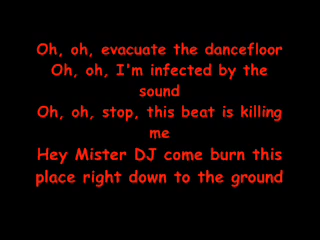 Oh, oh, evacuate the dancefloor
Oh, oh, I'm infected by the
sound
Oh, oh, stop, this beat is killing
me
Hey Mister DJ come burn this
place right down to the ground